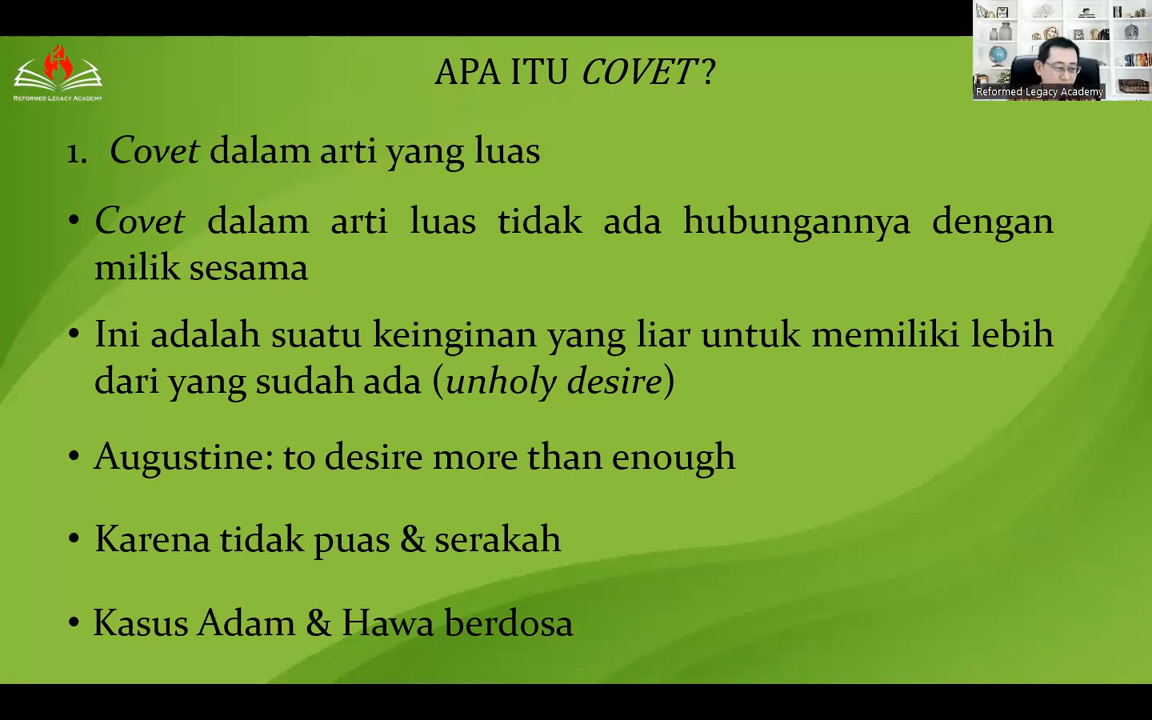 APA ITU COVET?
Reformed Legacy Academy
REFORMED LEGACY ACADEMY
1. Covet dalam arti yang luas
• Covet dalam arti luas tidak ada hubungannya dengan
milik sesama
• Ini adalah suatu keinginan yang liar untuk memiliki lebih
dari yang sudah ada (unholy desire)
• Augustine: to desire more than enough
• Karena tidak puas & serakah
• Kasus Adam & Hawa berdosa